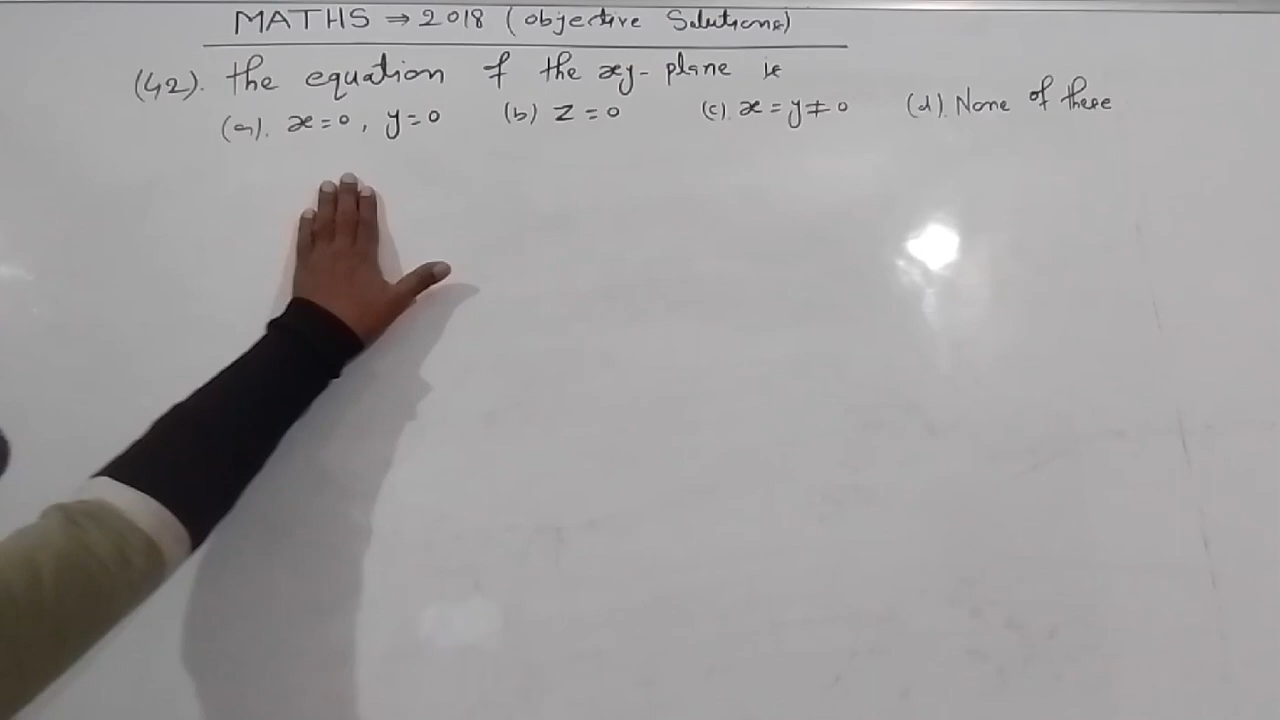 MATHS ⇒ 2018 (Objective Solutions)
(42). The equation of the xy-plane is
(a). x=0, y=0 (b) Z=0 (c). x=y≠0 (d). None of these